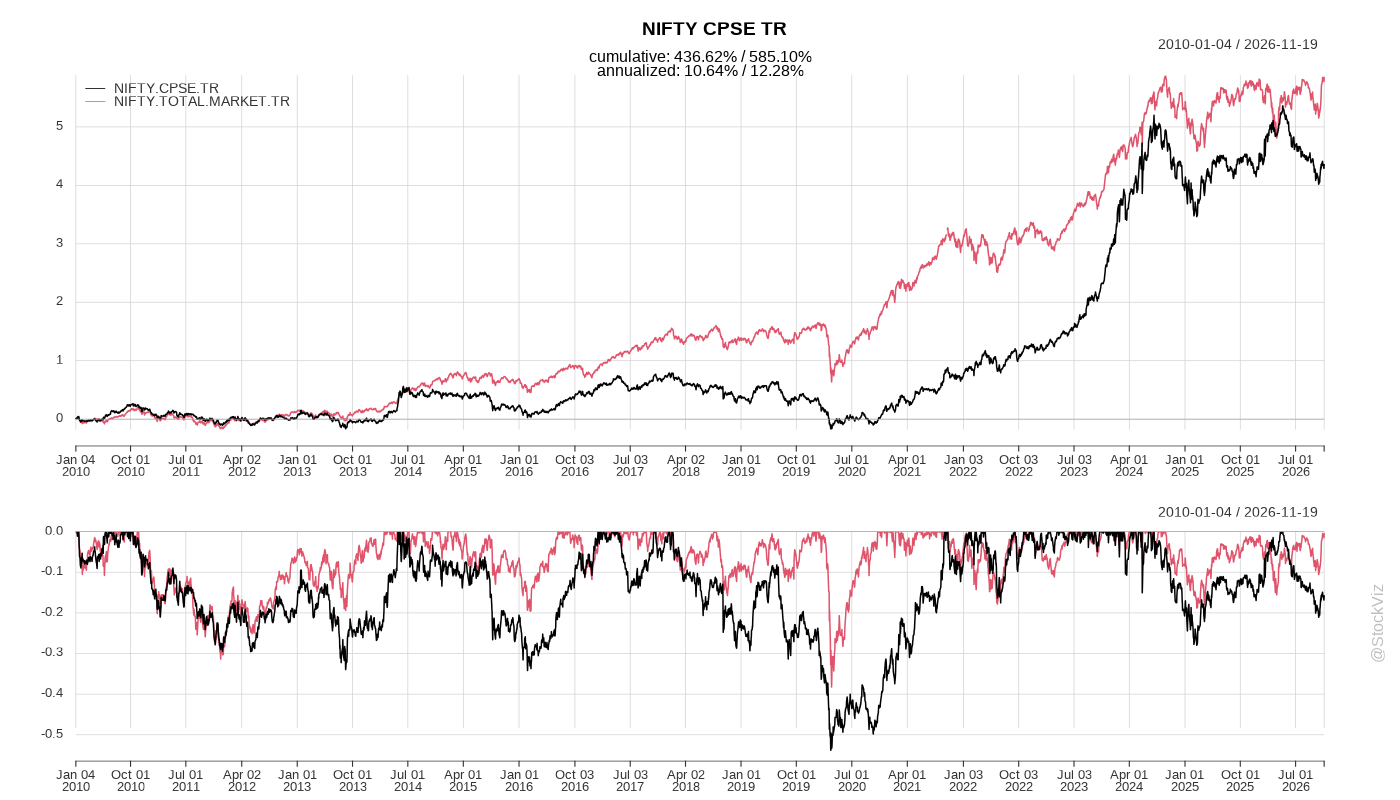 NIFTY CPSE TR
cumulative: 436.62% / 585.10%
annualized: 10.64% / 12.28%
2010-01-04 / 2026-11-19
NIFTY.CPSE.TR
NIFTY.TOTAL.MARKET.TR
5
4
3
2
1
0
Jan 04 Oct 01 Jul 01 Apr 02 Jan 01 Oct 01 Jul 01 Apr 01 Jan 01 Oct 03 Jul 03 Apr 02 Jan 01 Oct 01 Jul 01 Apr 01 Jan 03 Oct 03 Jul 03 Apr 01 Jan 01 Oct 01 Jul 01
2010 2010 2011 2012 2013 2013 2014 2015 2016 2016 2017 2018 2019 2019 2020 2021 2022 2022 2023 2024 2025 2025 2026
2010-01-04 / 2026-11-19
0.0
-0.1
-0.2
-0.3
-0.4
-0.5
Jan 04 Oct 01 Jul 01 Apr 02 Jan 01 Oct 01 Jul 01 Apr 01 Jan 01 Oct 03 Jul 03 Apr 02 Jan 01 Oct 01 Jul 01 Apr 01 Jan 03 Oct 03 Jul 03 Apr 01 Jan 01 Oct 01 Jul 01
2010 2010 2011 2012 2013 2013 2014 2015 2016 2016 2017 2018 2019 2019 2020 2021 2022 2022 2023 2024 2025 2025 2026
@StockViz